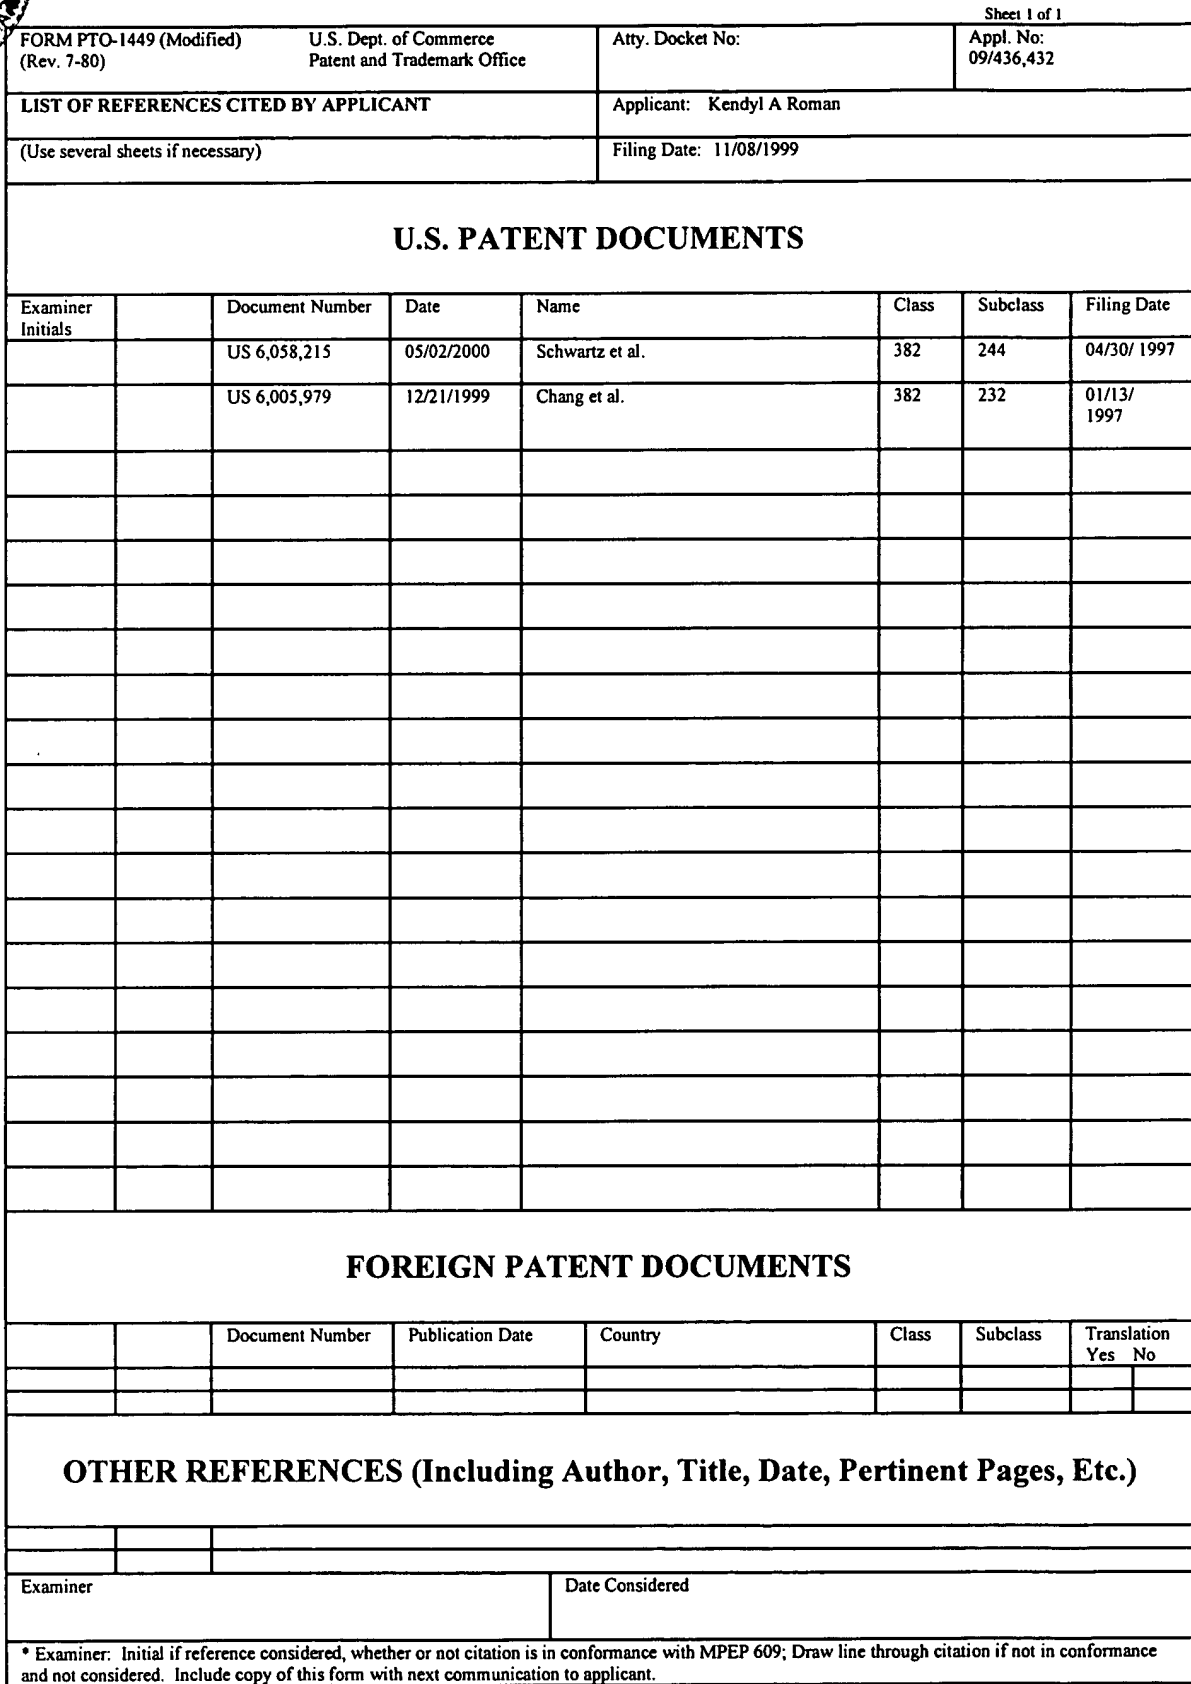 Sheet 1 of 1
FORM PTO-1449 (Modified) U.S. Dept. of Commerce Atty. Docket No: Appl. No:
(Rev. 7-80) Patent and Trademark Office 09/436,432
LIST OF REFERENCES CITED BY APPLICANT Applicant: Kendyl A Roman
(Use several sheets if necessary) Filing Date: 11/08/1999
U.S. PATENT DOCUMENTS
Examiner Document Number Date Name Class Subclass Filing Date
Initials
US 6,058,215 05/02/2000 Schwartz et al. 382 244 04/30/ 1997
US 6,005,979 12/21/1999 Chang et al. 382 232 01/13/
1997
FOREIGN PATENT DOCUMENTS
Document Number Publication Date Country Class Subclass Translation
Yes No
OTHER REFERENCES (Including Author, Title, Date, Pertinent Pages, Etc.)
Examiner Date Considered
* Examiner: Initial if reference considered, whether or not citation is in conformance with MPEP 609; Draw line through citation if not in conformance
and not considered. Include copy of this form with next communication to applicant.